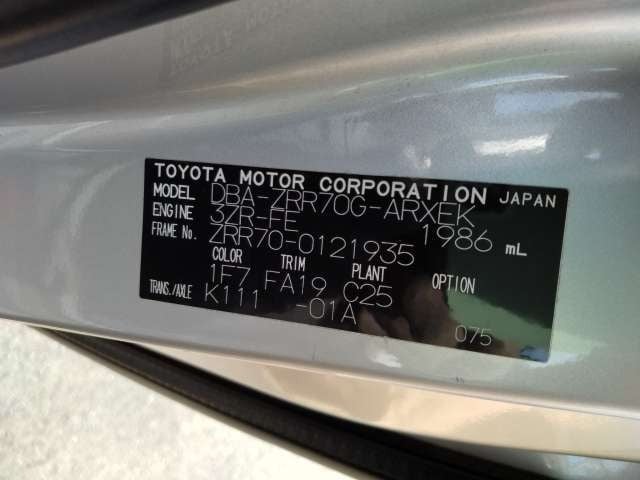 TOYOTA MOTOR CORPORATION JAPAN
MODEL DBA-ZRR70G-ARXEK
ENGINE 3ZR-FE 1986 mL
FRAME No. ZRR70-0121935
COLOR TRIM PLANT OPTION
1F7 FA19 C25
TRANS./AXLE K111 -01A
075